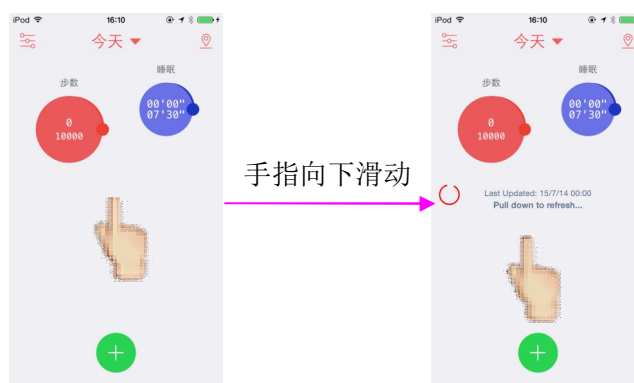 iPod 16:10
今天
步数
睡眠
0
10000
00'00"
07'30"
手指向下滑动
iPod 16:10
今天
步数
睡眠
0
10000
00'00"
07'30"
Last Updated: 15/7/14 00:00
Pull down to refresh...